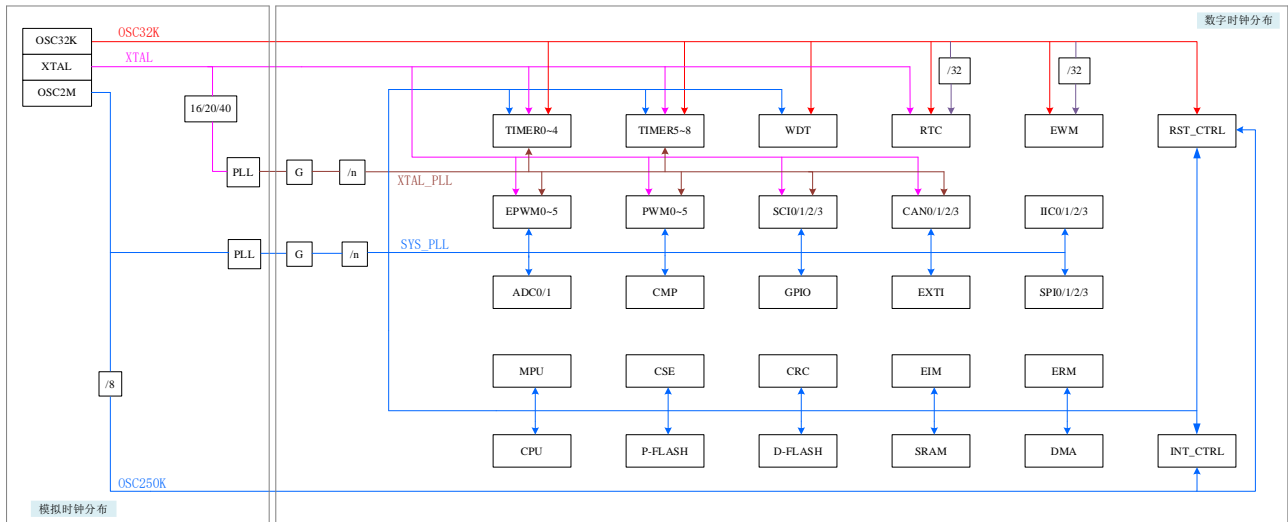 数字时钟分布
OSC32K
OSC32K
XTAL
XTAL
OSC2M
/32
/32
16/20/40
TIMER0~4
TIMER5~8
WDT
RTC
EWM
RST_CTRL
PLL
G
/n
XTAL_PLL
EPWM0~5
PWM0~5
SCI0/1/2/3
CAN0/1/2/3
IIC0/1/2/3
PLL
G
/n
SYS_PLL
ADC0/1
CMP
GPIO
EXTI
SPI0/1/2/3
/8
MPU
CSE
CRC
EIM
ERM
CPU
P-FLASH
D-FLASH
SRAM
DMA
INT_CTRL
OSC250K
模拟时钟分布